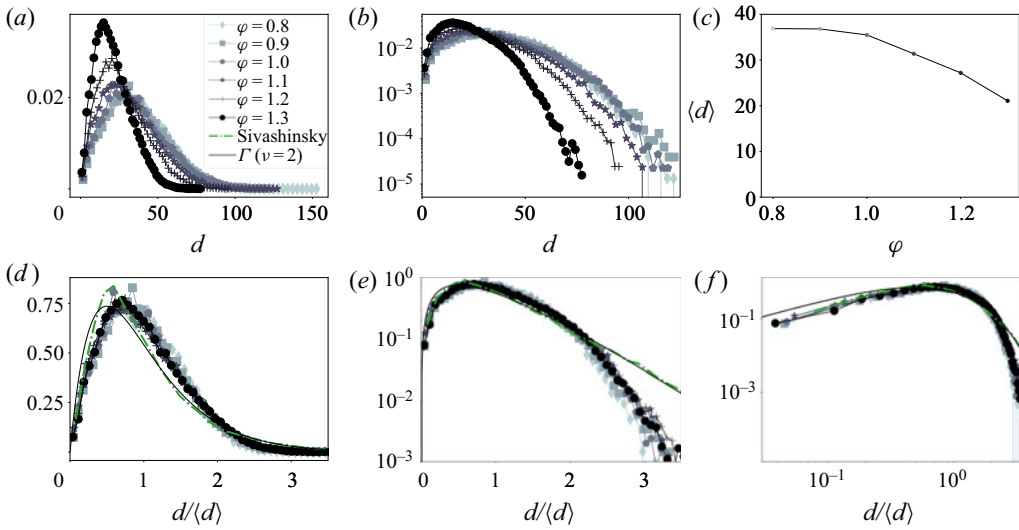 (a)
φ = 0.8
φ = 0.9
φ = 1.0
φ = 1.1
φ = 1.2
φ = 1.3
Sivashinsky
Γ (ν = 2)
0.02
0 50 100 150
d
(b)
10⁻²
10⁻³
10⁻⁴
10⁻⁵
0 50 100
d
(c)
40
30
⟨d⟩
20
10
0
0.8 1.0 1.2
φ
(d)
0.75
0.50
0.25
0 1 2 3
d/⟨d⟩
(e)
10⁰
10⁻¹
10⁻²
10⁻³
0 1 2 3
d/⟨d⟩
(f)
10⁻¹
10⁻³
10⁻¹ 10⁰
d/⟨d⟩